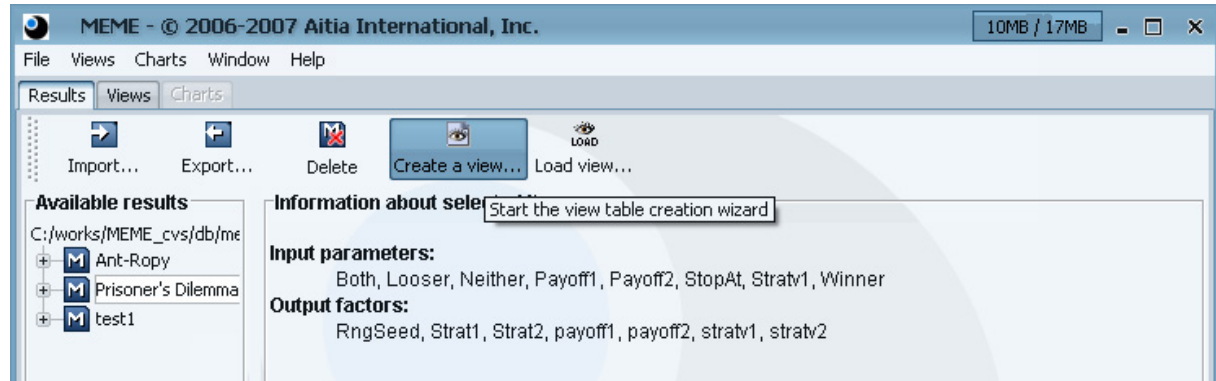 MEME - © 2006-2007 Aitia International, Inc.
10MB / 17MB
File Views Charts Window Help
Results Views Charts
Import... Export... Delete Create a view... Load view...
LOAD
Start the view table creation wizard
Available results
C:/works/MEME_cvs/db/me
Ant-Ropy
Prisoner's Dilemma
test1
Information about sele
Input parameters:
Both, Looser, Neither, Payoff1, Payoff2, StopAt, Stratv1, Winner
Output factors:
RngSeed, Strat1, Strat2, payoff1, payoff2, stratv1, stratv2